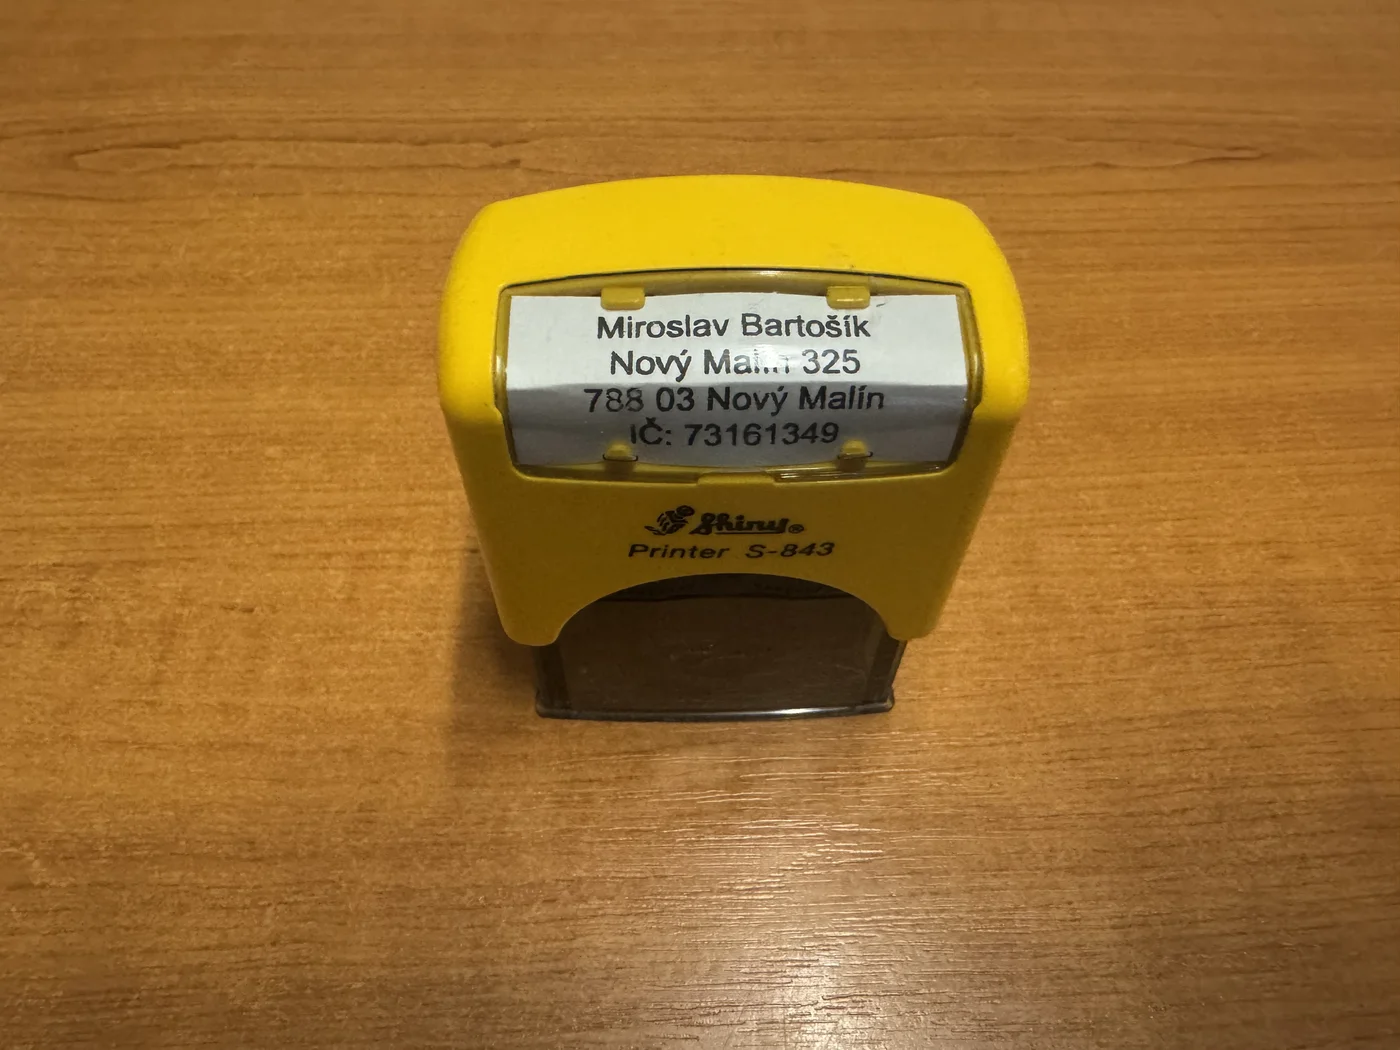 Miroslav Bartošík
Nový Malín 325
788 03 Nový Malín
IČ: 73161349
Shiny®
Printer S-843